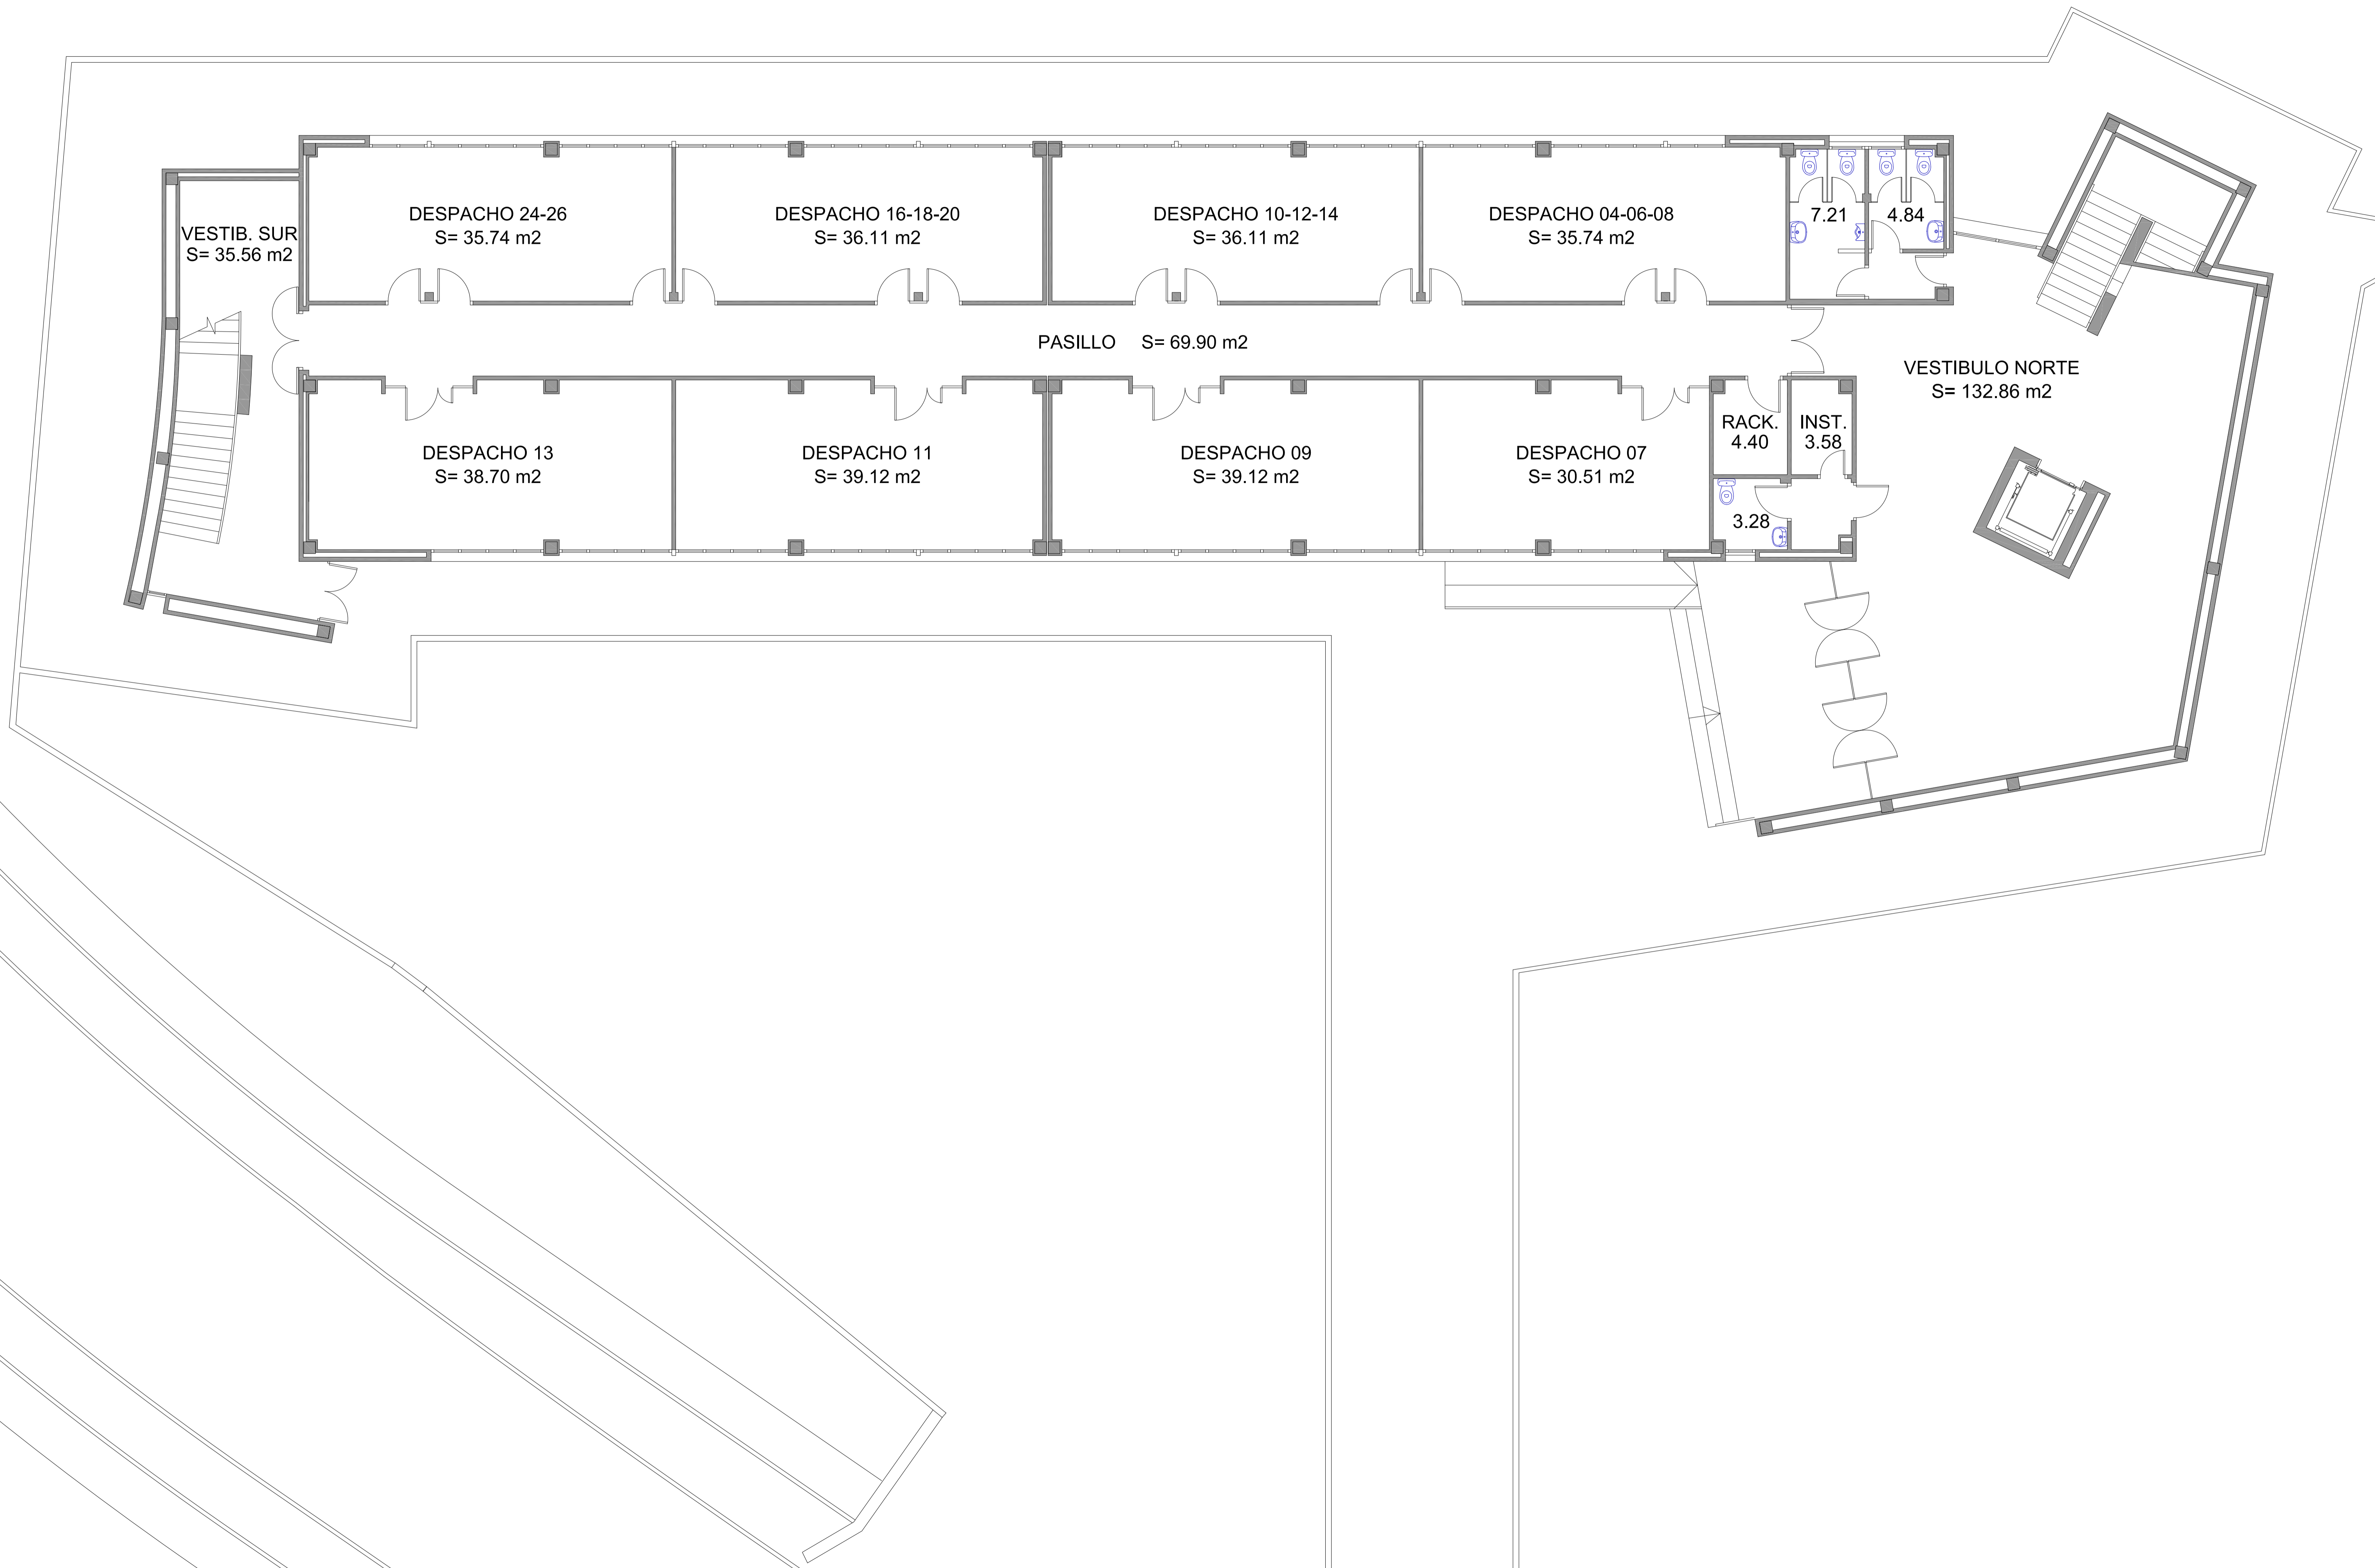 VESTIB. SUR
S= 35.56 m2
DESPACHO 24-26
S= 35.74 m2
DESPACHO 16-18-20
S= 36.11 m2
DESPACHO 10-12-14
S= 36.11 m2
DESPACHO 04-06-08
S= 35.74 m2
7.21
4.84
PASILLO S= 69.90 m2
VESTIBULO NORTE
S= 132.86 m2
DESPACHO 13
S= 38.70 m2
DESPACHO 11
S= 39.12 m2
DESPACHO 09
S= 39.12 m2
DESPACHO 07
S= 30.51 m2
RACK.
4.40
INST.
3.58
3.28